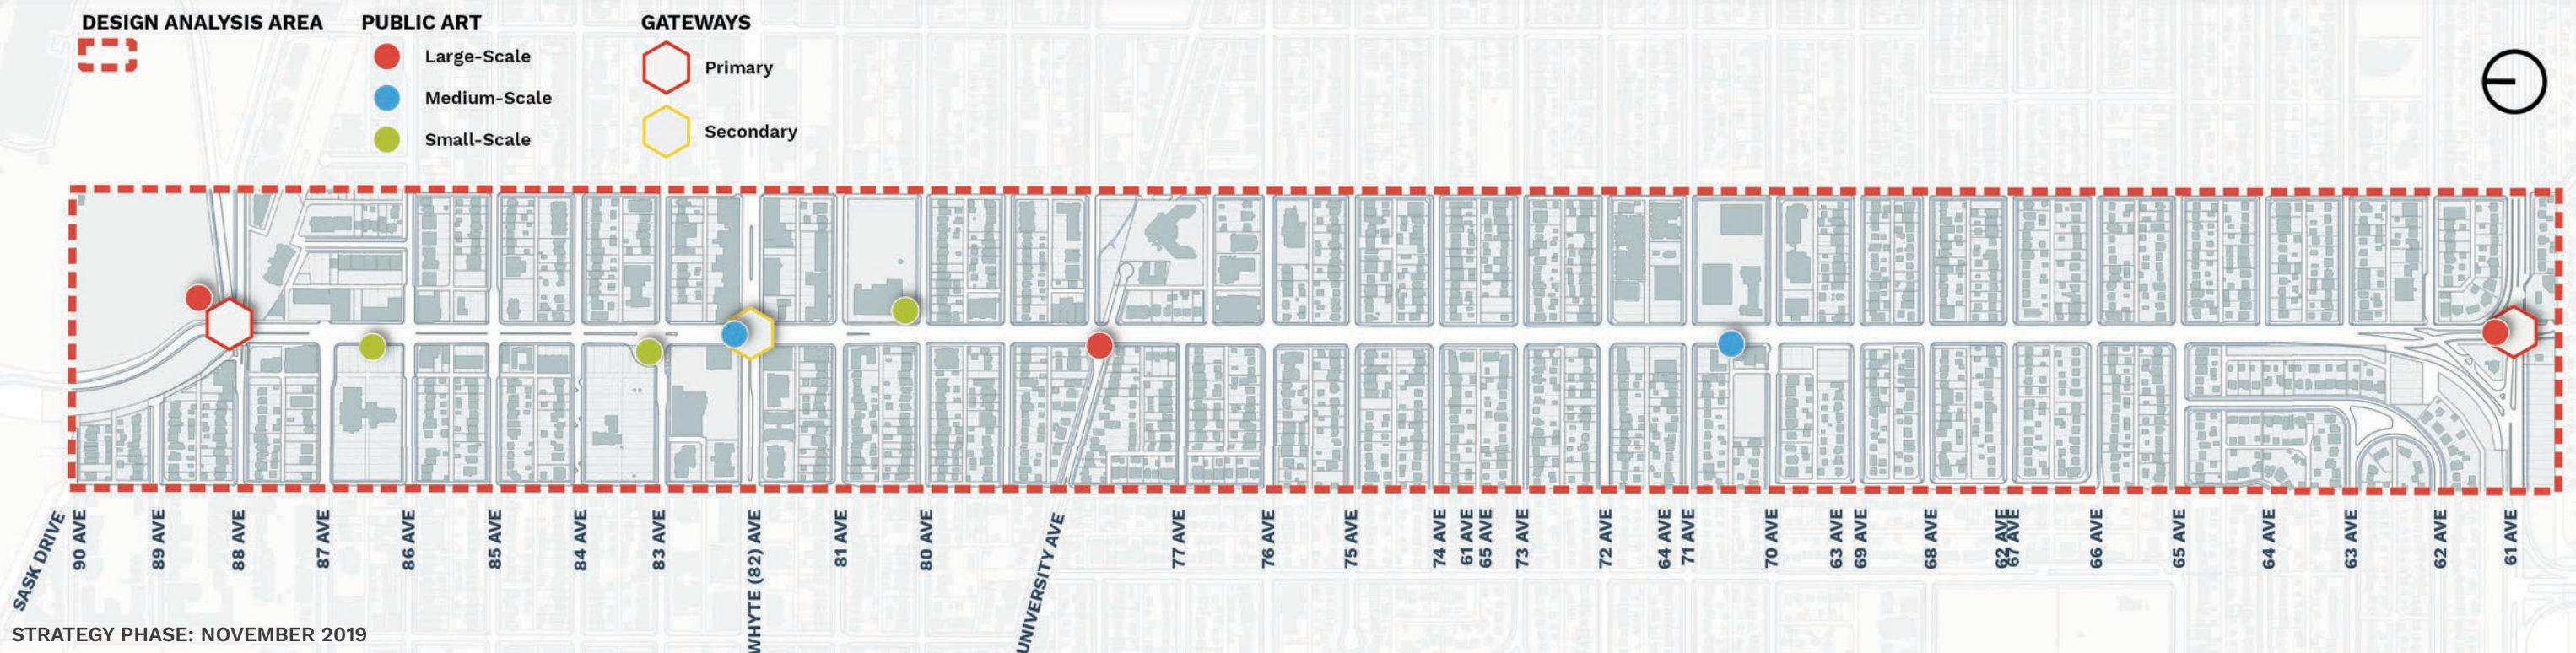 DESIGN ANALYSIS AREA
PUBLIC ART
Large-Scale
Medium-Scale
Small-Scale
GATEWAYS
Primary
Secondary
SASK DRIVE
90 AVE
89 AVE
88 AVE
87 AVE
86 AVE
85 AVE
84 AVE
83 AVE
WHYTE (82) AVE
81 AVE
80 AVE
UNIVERSITY AVE
77 AVE
76 AVE
75 AVE
74 AVE
61 AVE
65 AVE
73 AVE
72 AVE
64 AVE
71 AVE
70 AVE
63 AVE
69 AVE
68 AVE
62 AVE
67 AVE
66 AVE
65 AVE
64 AVE
63 AVE
62 AVE
61 AVE
STRATEGY PHASE: NOVEMBER 2019